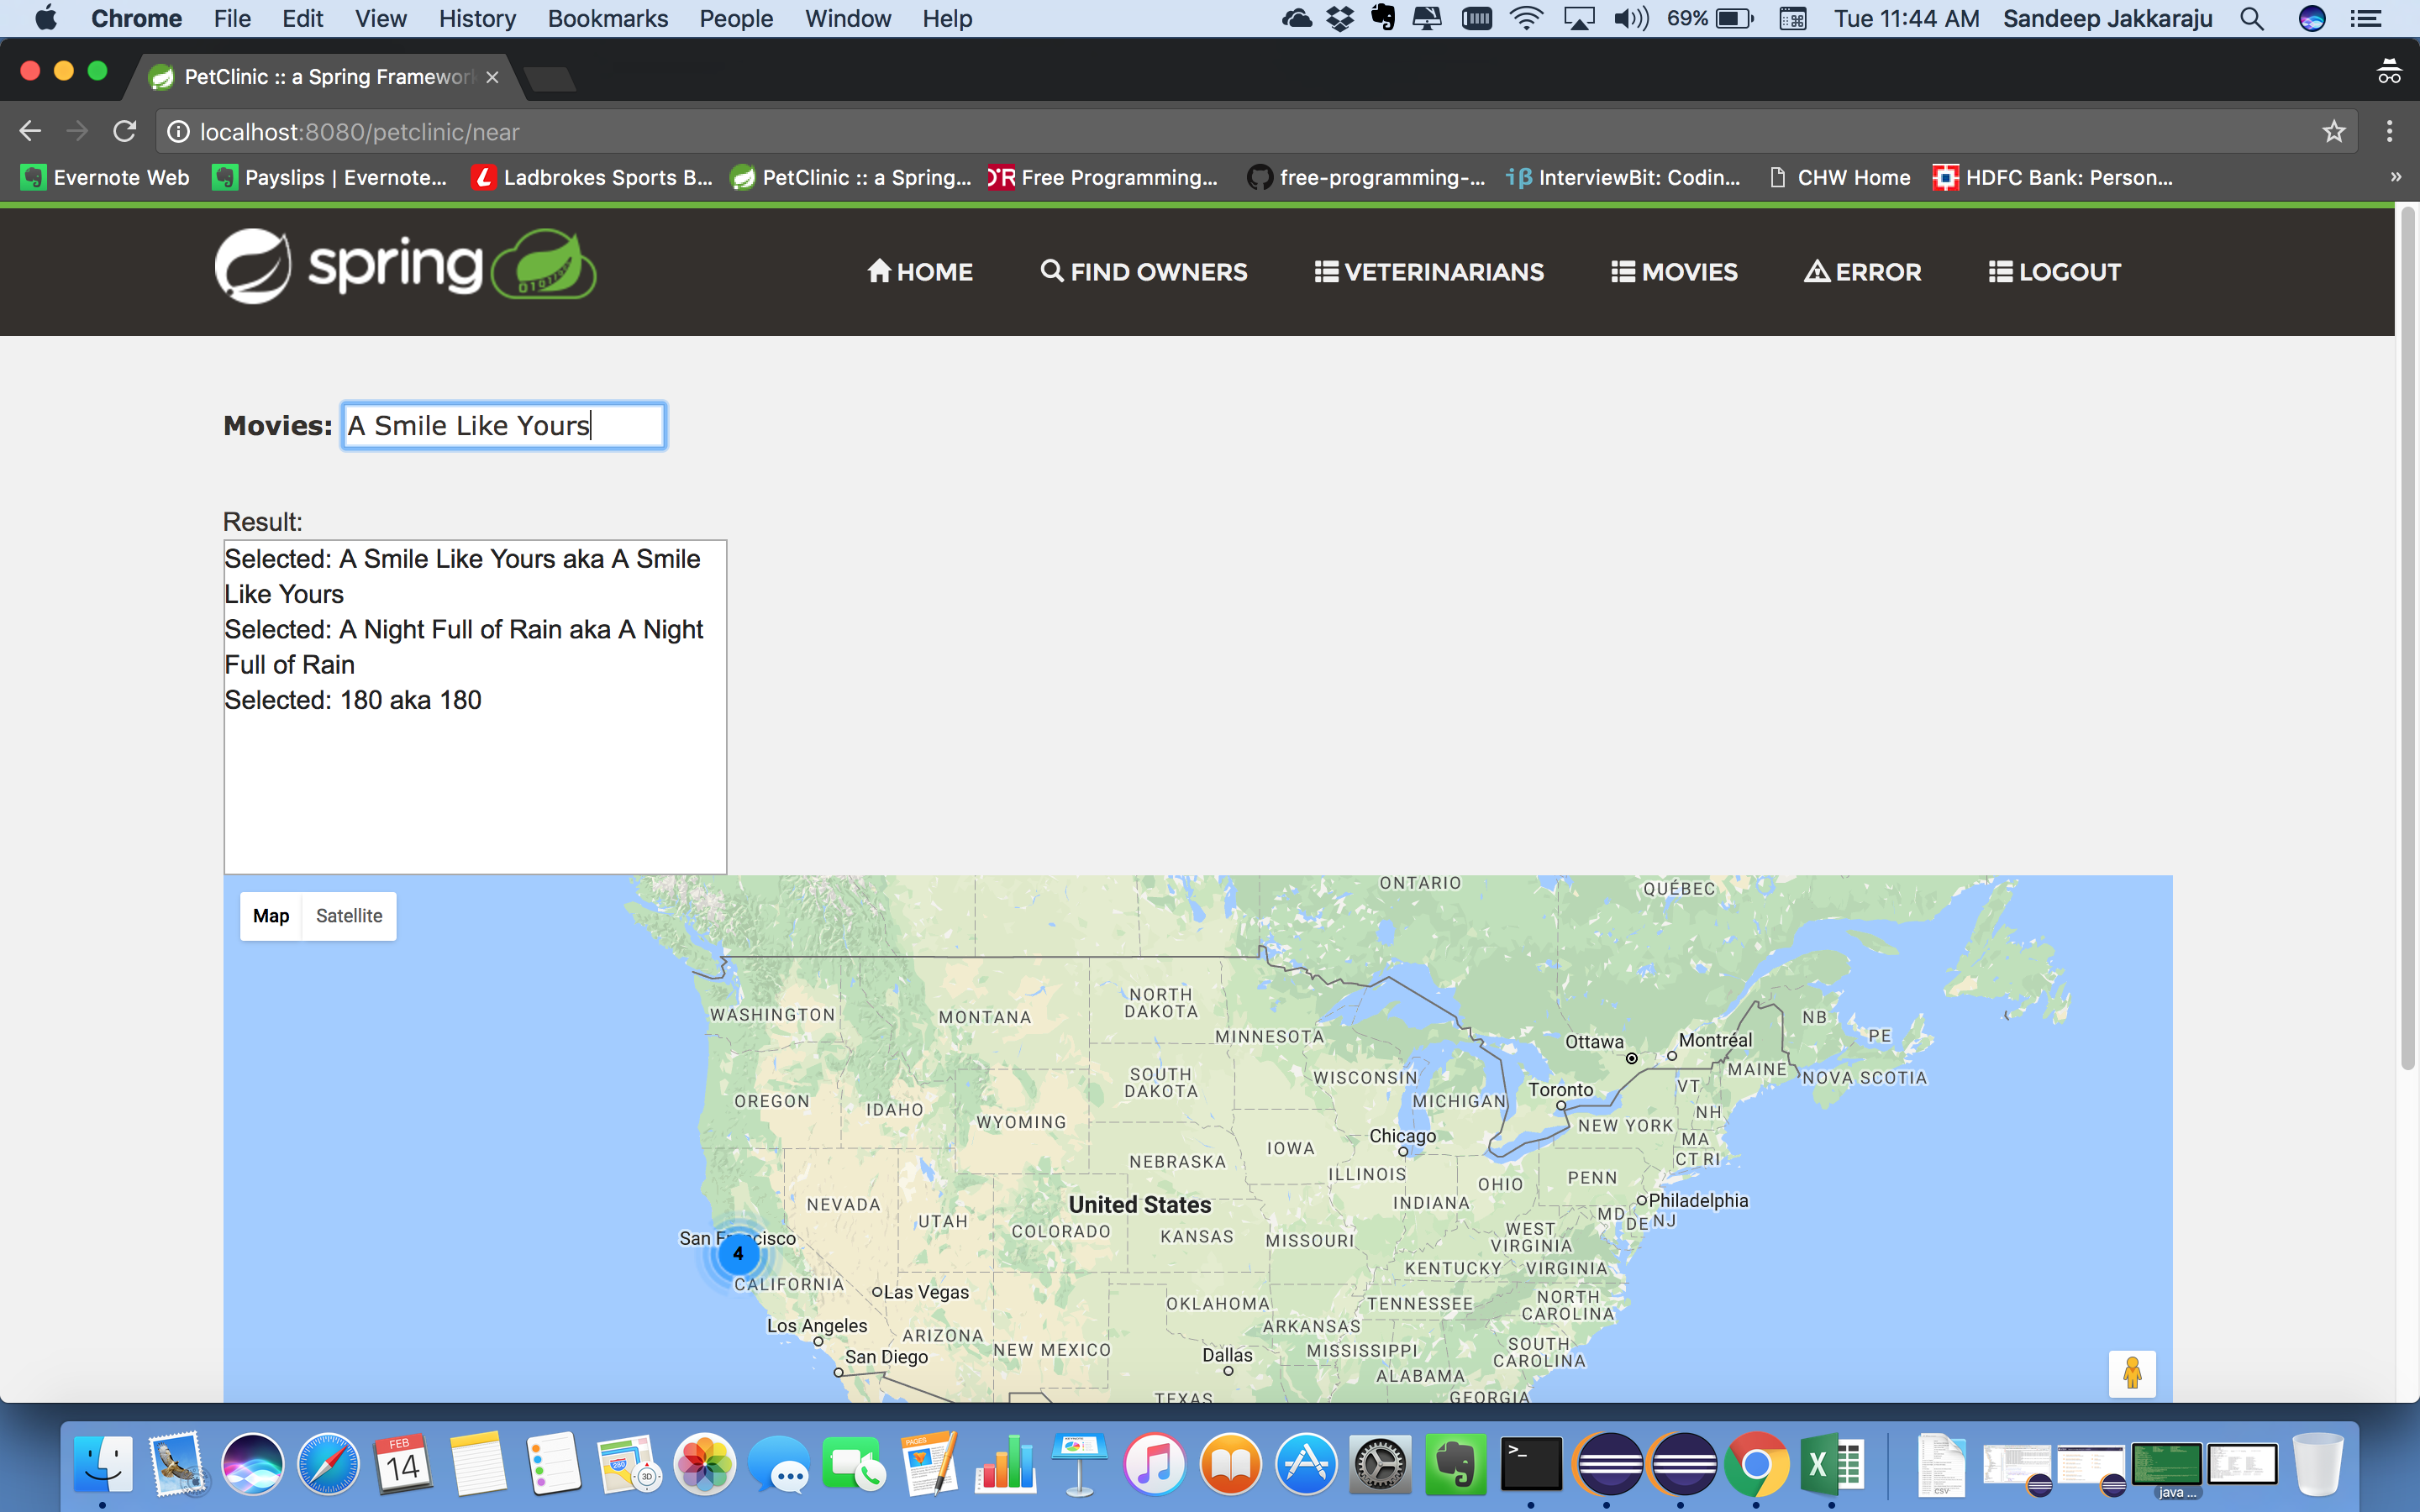 Chrome File Edit View History Bookmarks People Window Help 69% Tue 11:44 AM Sandeep Jakkaraju
PetClinic :: a Spring Framework
localhost:8080/petclinic/near
Evernote Web Payslips | Evernote... Ladbrokes Sports B... PetClinic :: a Spring... Free Programming... free-programming-... InterviewBit: Codin... CHW Home HDFC Bank: Person... »
spring HOME FIND OWNERS VETERINARIANS MOVIES ERROR LOGOUT
Movies: A Smile Like Yours
Result:
Selected: A Smile Like Yours aka A Smile
Like Yours
Selected: A Night Full of Rain aka A Night
Full of Rain
Selected: 180 aka 180
Map Satellite
ONTARIO
QUÉBEC
NORTH
DAKOTA
WASHINGTON
MONTANA
NB
MINNESOTA
PE
Ottawa
Montréal
MAINE
NOVA SCOTIA
SOUTH
DAKOTA
WISCONSIN
VT
Toronto
OREGON
IDAHO
MICHIGAN
NH
WYOMING
NEW YORK
Chicago
MA
IOWA
CT RI
NEBRASKA
ILLINOIS
PENN
OHIO
NEVADA
United States
INDIANA
Philadelphia
UTAH
MD
DE NJ
COLORADO
KANSAS
MISSOURI
WEST
VIRGINIA
San Francisco
4
KENTUCKY
VIRGINIA
CALIFORNIA
Las Vegas
OKLAHOMA
TENNESSEE
NORTH
CAROLINA
Los Angeles
ARIZONA
ARKANSAS
NEW MEXICO
MISSISSIPPI
SOUTH
CAROLINA
San Diego
Dallas
ALABAMA
TEXAS
GEORGIA
FEB
14
PAGES
280
3D
CSV
java ...